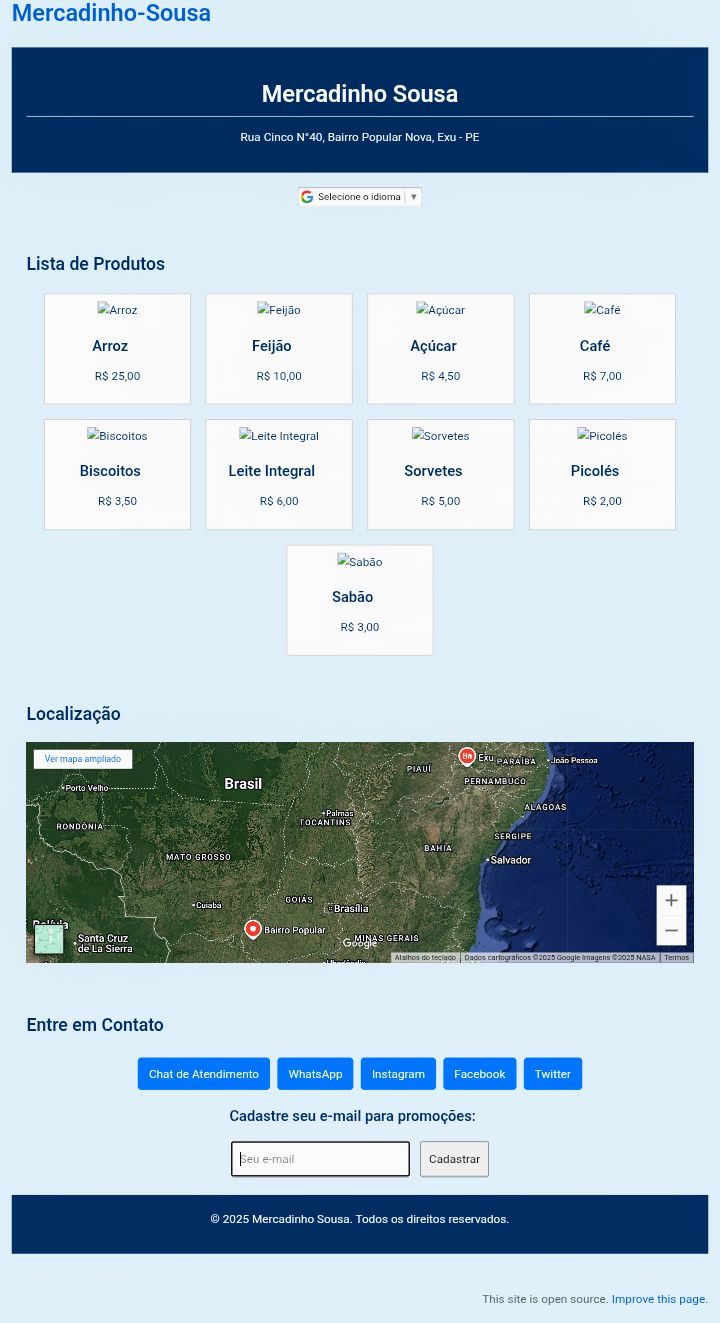 Mercadinho-Sousa
Mercadinho Sousa
Rua Cinco N°40, Bairro Popular Nova, Exu - PE
Selecione o idioma ▼
Lista de Produtos
Arroz Feijão Açúcar Café
Arroz Feijão Açúcar Café
R$ 25,00 R$ 10,00 R$ 4,50 R$ 7,00
Biscoitos Leite Integral Sorvetes Picolés
Biscoitos Leite Integral Sorvetes Picolés
R$ 3,50 R$ 6,00 R$ 5,00 R$ 2,00
Sabão
Sabão
R$ 3,00
Localização
Ver mapa ampliado
Exu
PARAÍBA
João Pessoa
PIAUÍ
PERNAMBUCO
Brasil
Porto Velho
ALAGOAS
Palmas
TOCANTINS
RONDÔNIA
SERGIPE
BAHIA
MATO GROSSO
Salvador
GOIÁS
Cuiabá
Brasília
Bolívia
Bairro Popular
Santa Cruz
de La Sierra
MINAS GERAIS
Google
Uberlândia
Atalhos do teclado Dados cartográficos ©2025 Google Imagens ©2025 NASA Termos
Entre em Contato
Chat de Atendimento WhatsApp Instagram Facebook Twitter
Cadastre seu e-mail para promoções:
Seu e-mail Cadastrar
© 2025 Mercadinho Sousa. Todos os direitos reservados.
This site is open source. Improve this page.